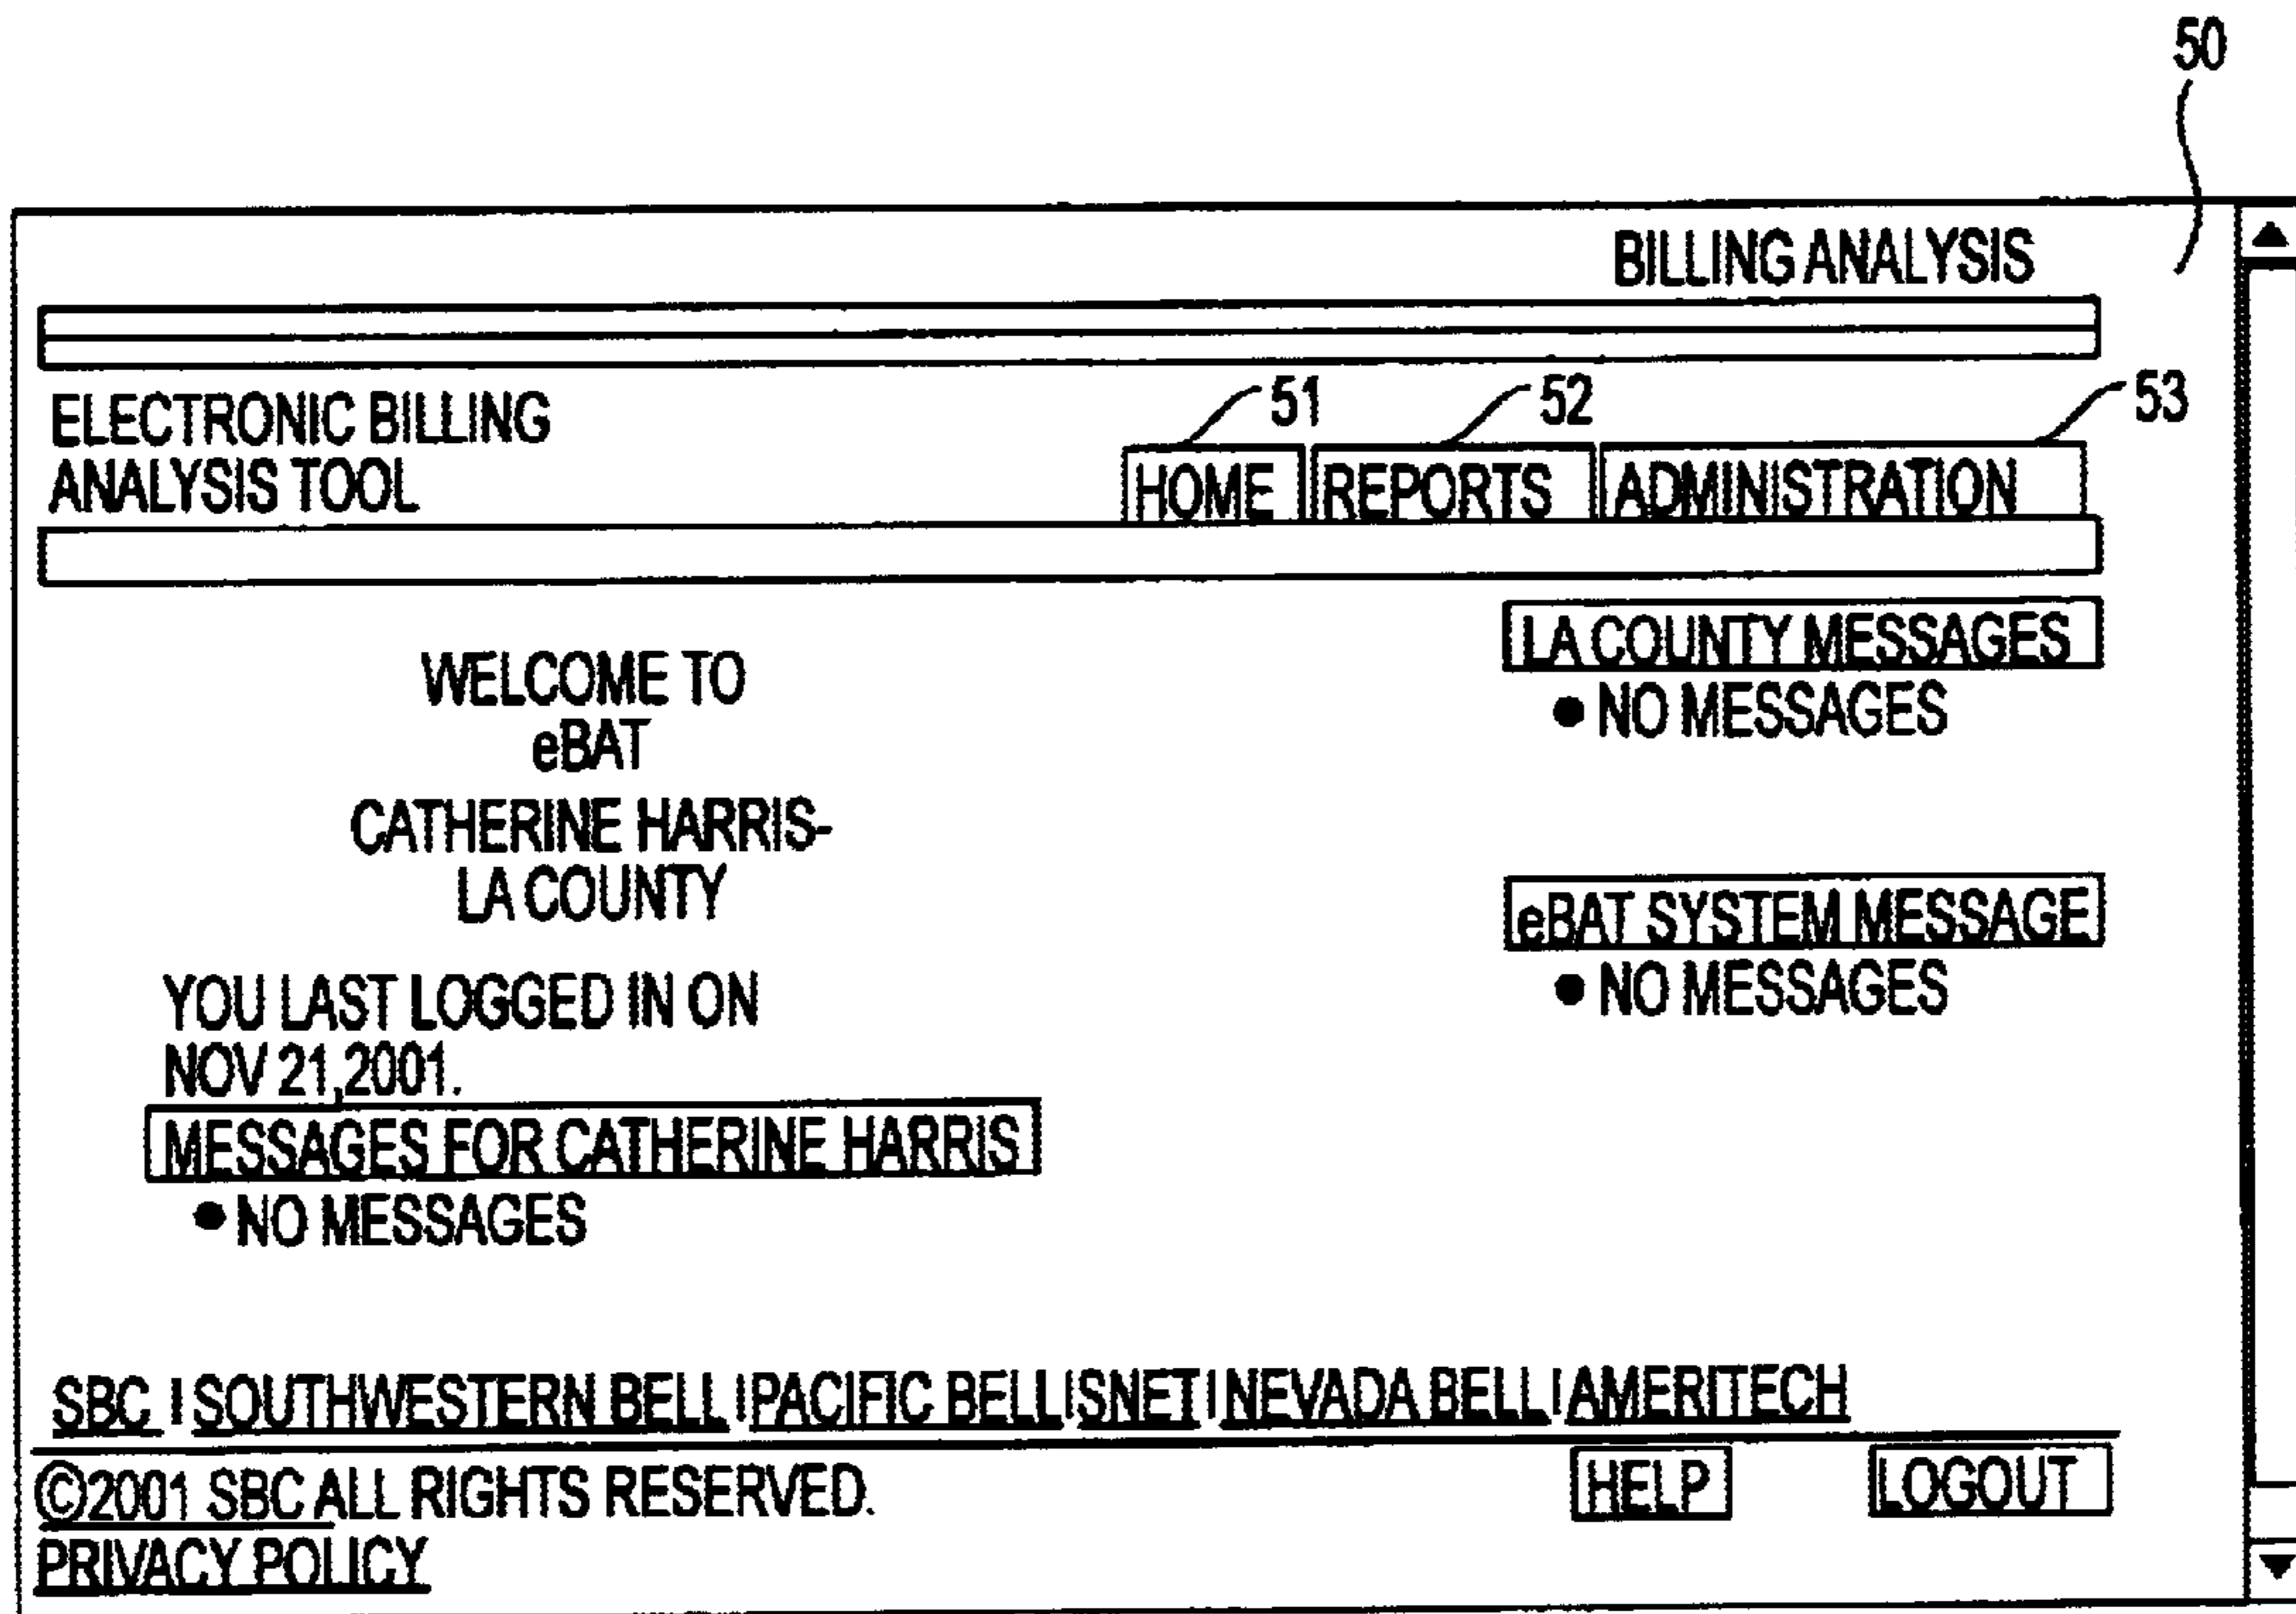 50
BILLING ANALYSIS
ELECTRONIC BILLING
ANALYSIS TOOL
51
52
53
HOME REPORTS ADMINISTRATION
WELCOME TO
eBAT
CATHERINE HARRIS-
LA COUNTY
YOU LAST LOGGED IN ON
NOV 21,2001.
MESSAGES FOR CATHERINE HARRIS
• NO MESSAGES
LA COUNTY MESSAGES
• NO MESSAGES
eBAT SYSTEM MESSAGE
• NO MESSAGES
SBC | SOUTHWESTERN BELL | PACIFIC BELL | SNET | NEVADA BELL | AMERITECH
©2001 SBC ALL RIGHTS RESERVED.
HELP LOGOUT
PRIVACY POLICY